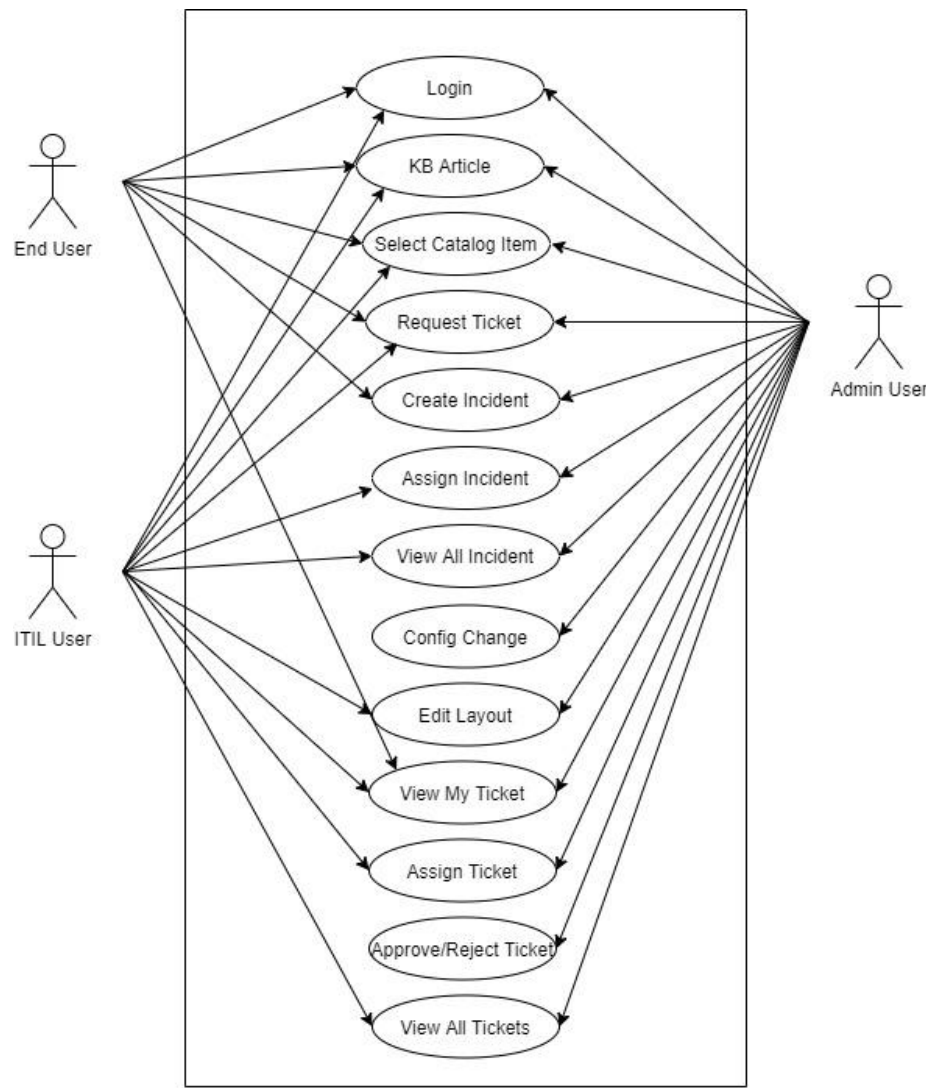 Login
KB Article
End User
Select Catalog Item
Request Ticket
Admin User
Create Incident
Assign Incident
View All Incident
ITIL User
Config Change
Edit Layout
View My Ticket
Assign Ticket
Approve/Reject Ticket
View All Tickets